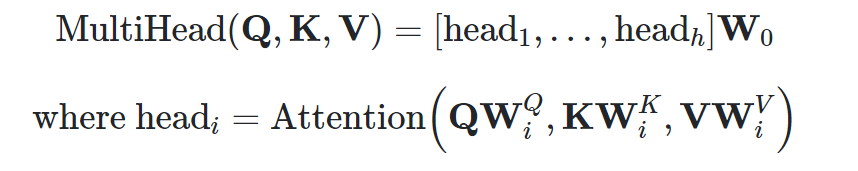 MultiHead(Q, K, V) = [head₁, . . . , headₕ]W₀
where headᵢ = Attention(QWᵢ^Q, KWᵢ^K, VWᵢ^V)